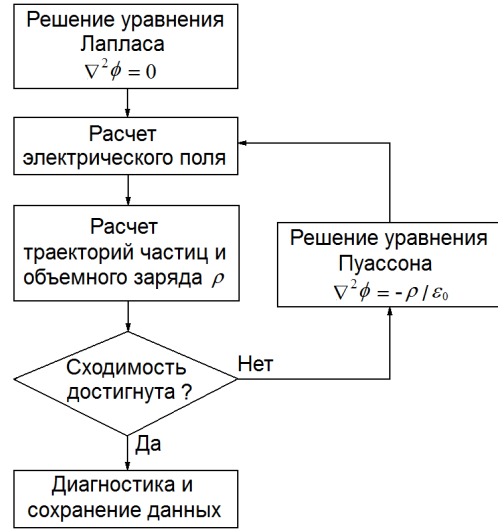 Решение уравнения
Лапласа
∇²ϕ = 0
Расчет
электрического поля
Расчет
траекторий частиц и
объемного заряда ρ
Решение уравнения
Пуассона
∇²ϕ = - ρ / ε₀
Сходимость
достигнута ?
Нет
Да
Диагностика и
сохранение данных